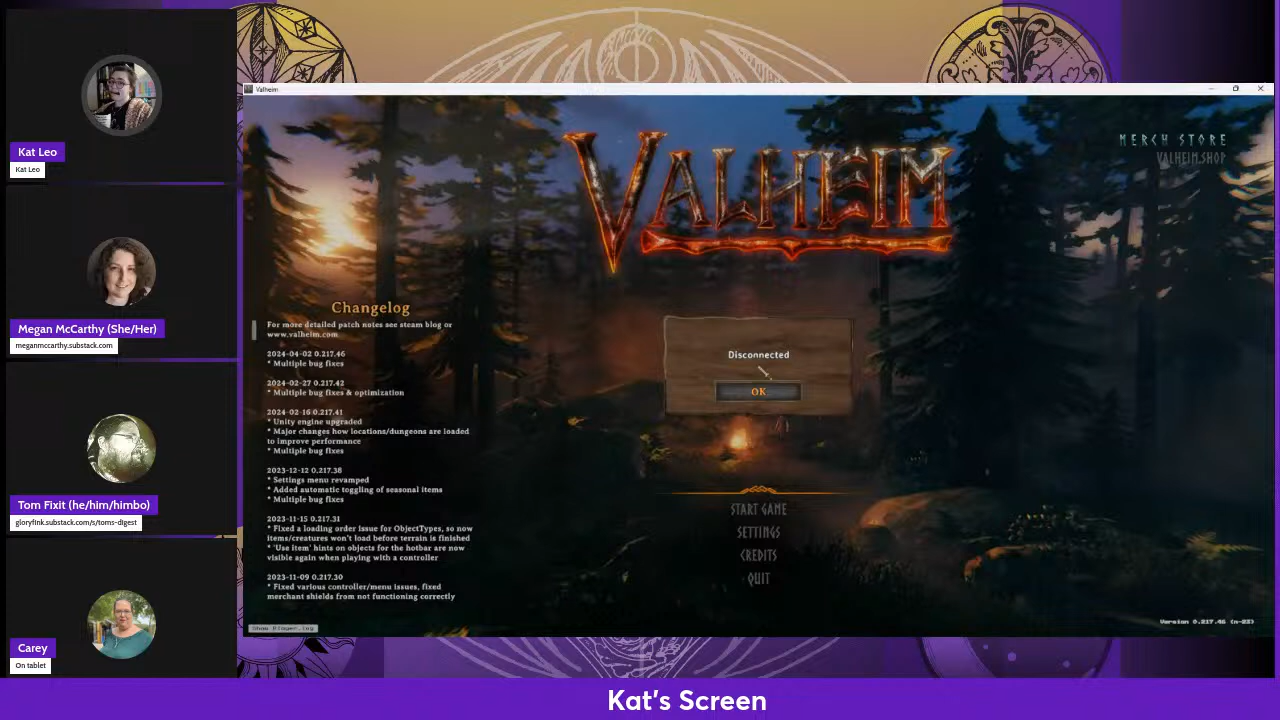 Kat Leo
Kat Leo
Megan McCarthy (She/Her)
meganmccarthy.substack.com
Tom Fixit (he/him/himbo)
gloryfink.substack.com/s/toms-digest
Carey
On tablet
Valheim
VALHEIM
MERCH STORE
VALHEIM.SHOP
Changelog
For more detailed patch notes see steam blog or
www.valheim.com
2024-04-02 0.217.46
* Multiple bug fixes
2024-02-27 0.217.42
* Multiple bug fixes & optimization
2024-02-16 0.217.41
* Unity engine upgraded
* Major changes how locations/dungeons are loaded
to improve performance
* Multiple bug fixes
2023-12-12 0.217.38
* Settings menu revamped
* Added automatic toggling of seasonal items
* Multiple bug fixes
2023-11-15 0.217.31
* Fixed a loading order issue for ObjectTypes, so now
items/creatures won't load before terrain is finished
* 'Use item' hints on objects for the hotbar are now
visible again when playing with a controller
2023-11-09 0.217.30
* Fixed various controller/menu issues, fixed
merchant shields from not functioning correctly
Disconnected
OK
START GAME
SETTINGS
CREDITS
QUIT
Show Player.log
Version 0.217.46 (n-23)
Kat's Screen